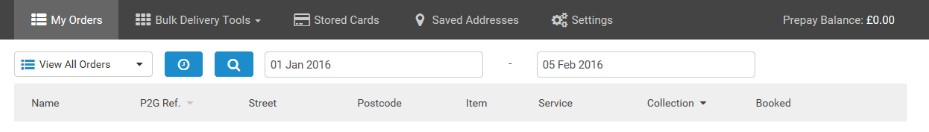 My Orders Bulk Delivery Tools Stored Cards Saved Addresses Settings Prepay Balance: £0.00
View All Orders 01 Jan 2016 - 05 Feb 2016
Name P2G Ref. Street Postcode Item Service Collection Booked